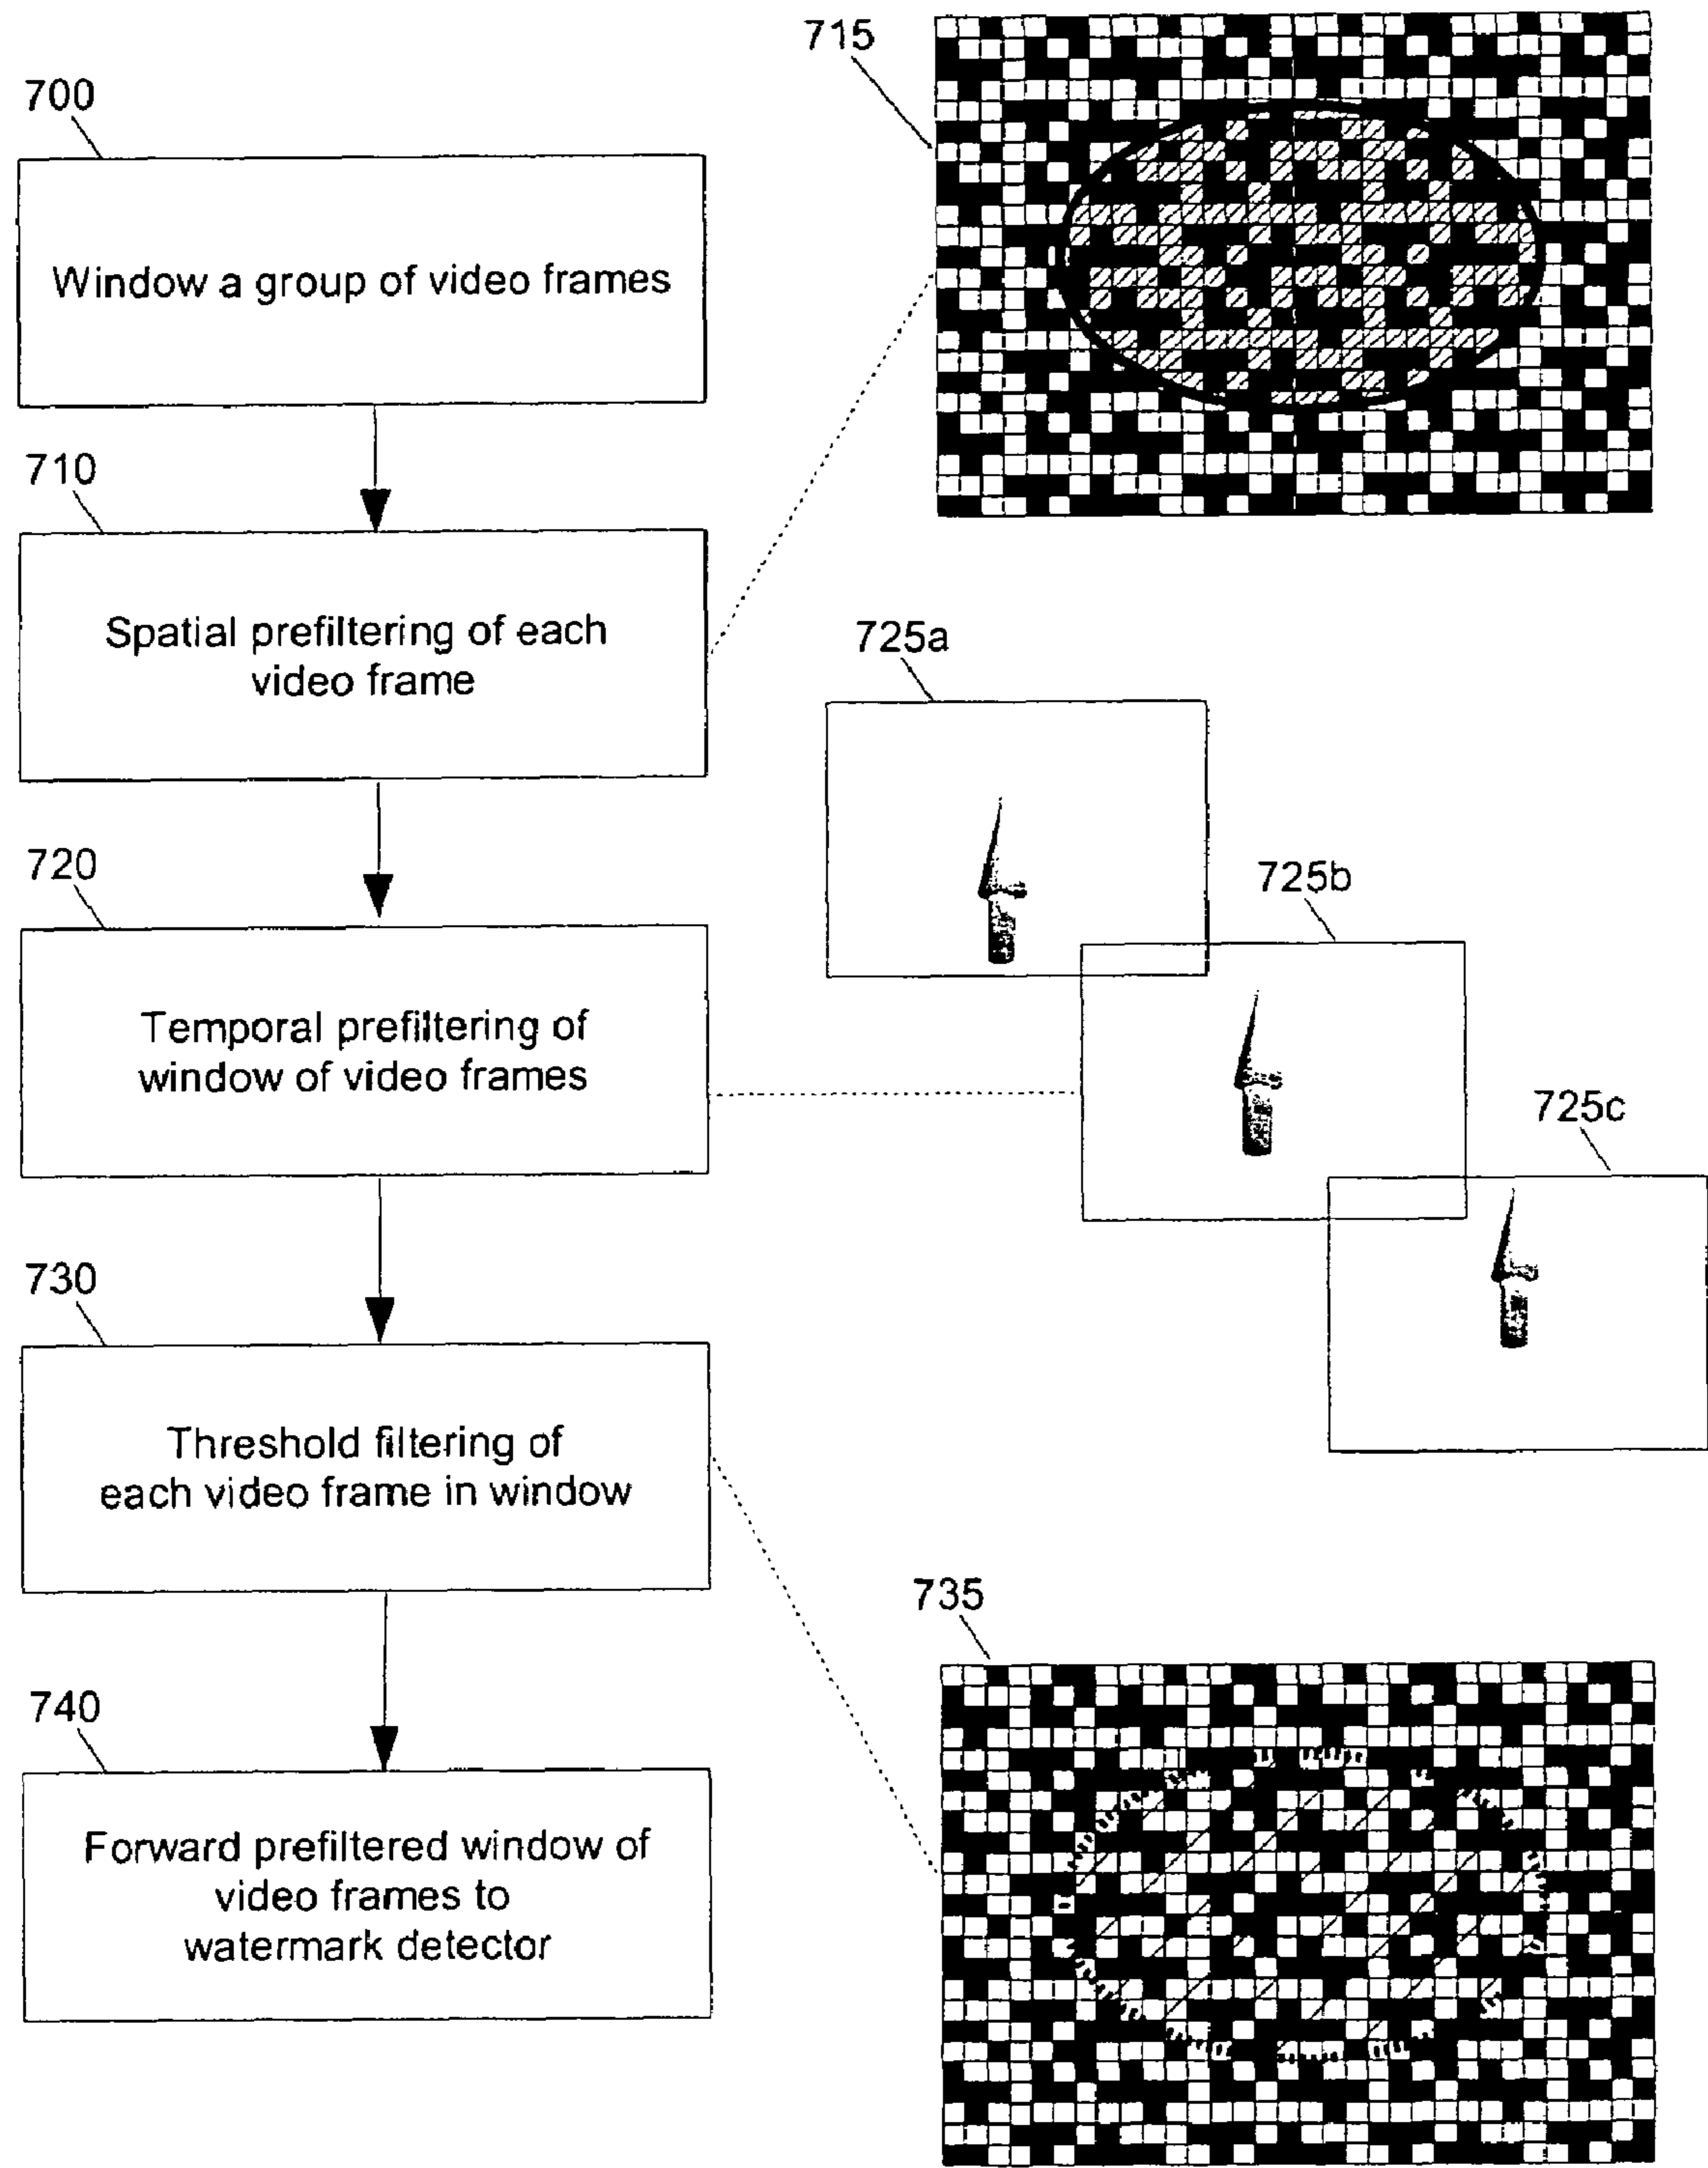 700
Window a group of video frames
710
Spatial prefiltering of each
video frame
720
Temporal prefiltering of
window of video frames
730
Threshold filtering of
each video frame in window
740
Forward prefiltered window of
video frames to
watermark detector
715
725a
725b
725c
735